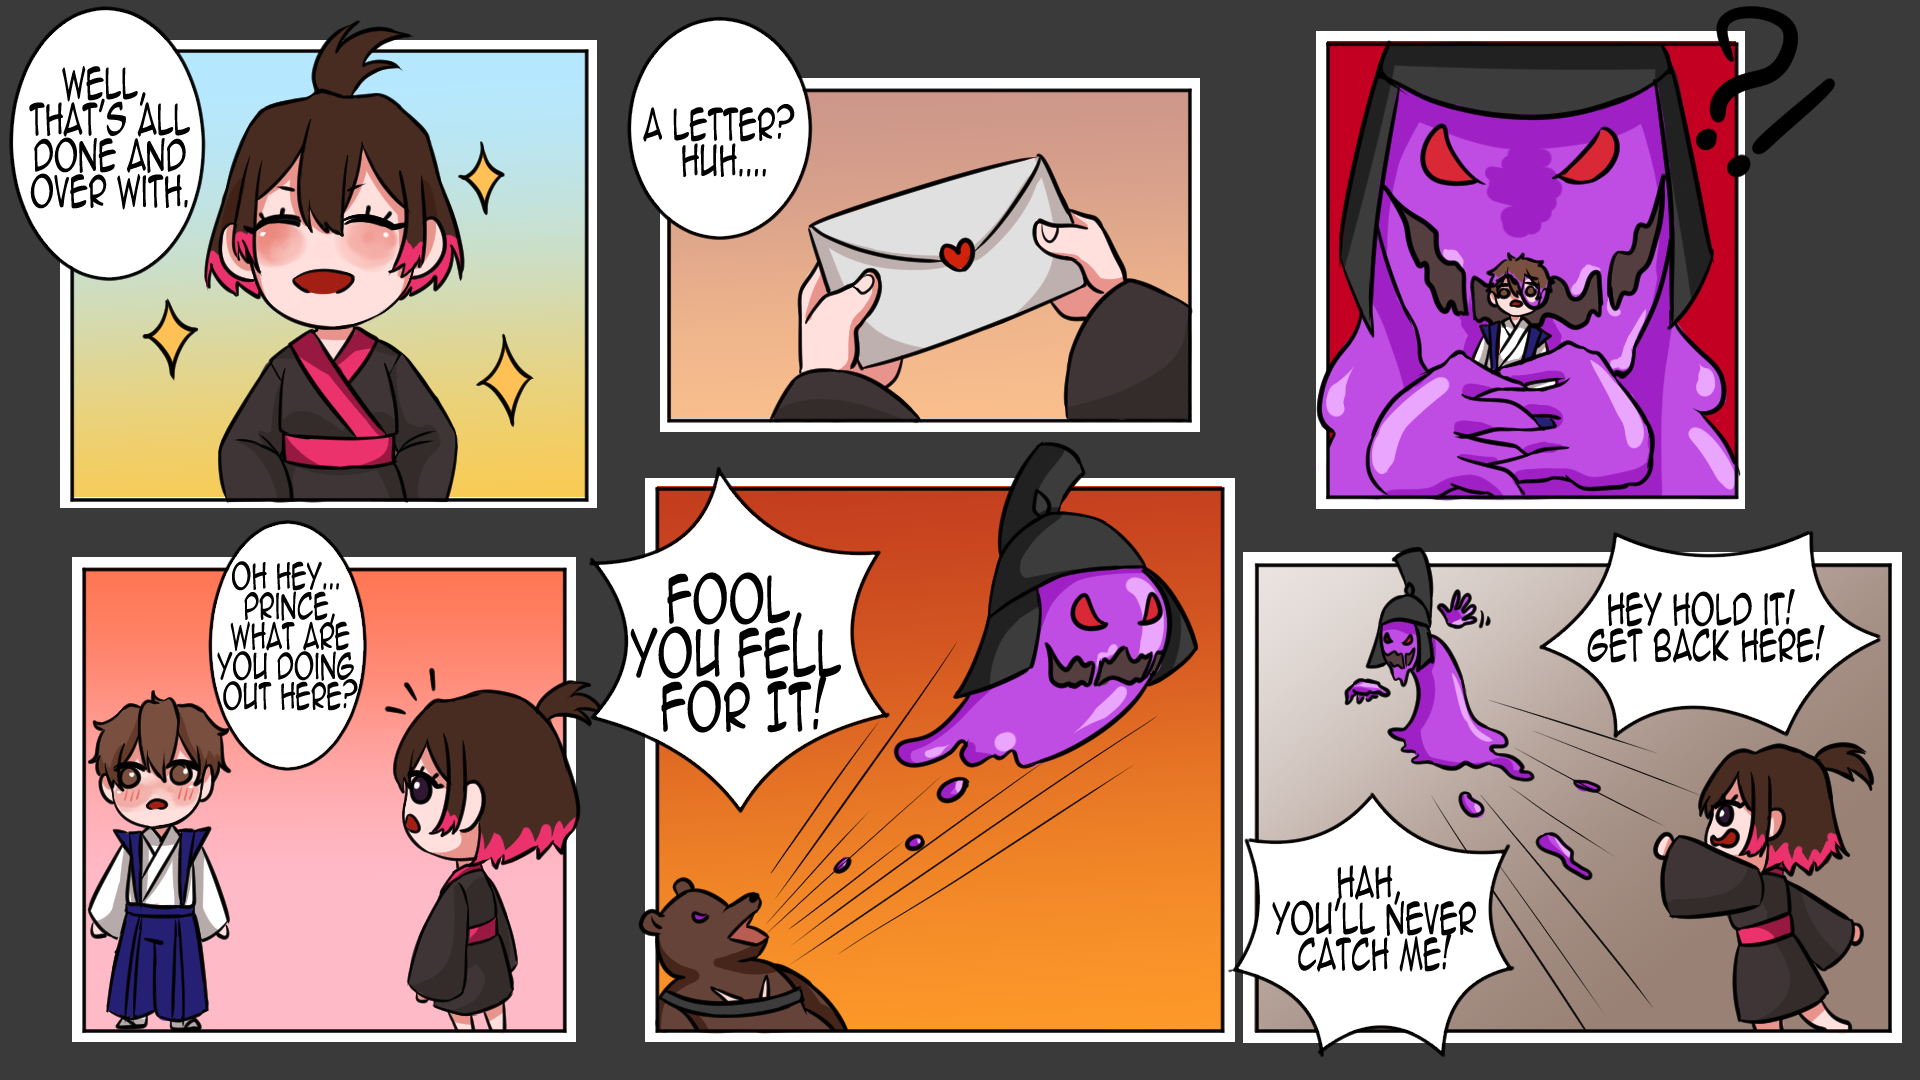 WELL,
THAT'S ALL
DONE AND
OVER WITH.
A LETTER?
HUH....
?!
OH HEY...
PRINCE,
WHAT ARE
YOU DOING
OUT HERE?
FOOL,
YOU FELL
FOR IT!
HEY HOLD IT!
GET BACK HERE!
HAH,
YOU'LL NEVER
CATCH ME!